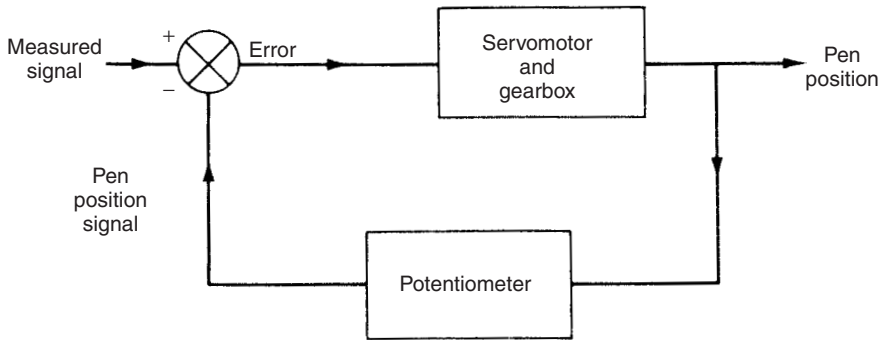 +
Measured
signal
−
Error
Servomotor
and
gearbox
Pen
position
Pen
position
signal
Potentiometer